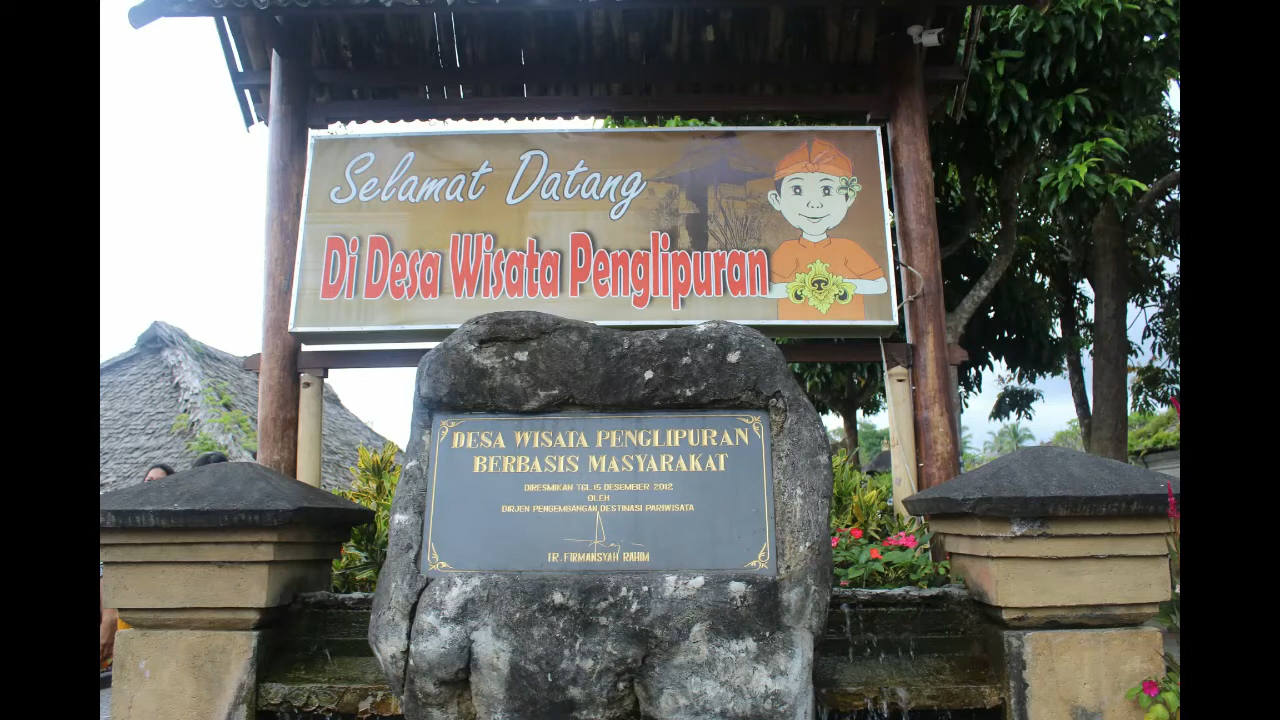 Selamat Datang
Di Desa Wisata Penglipuran
DESA WISATA PENGLIPURAN
BERBASIS MASYARAKAT
DIRESMIKAN TGL 15 DESEMBER 2012
OLEH
DIRJEN PENGEMBANGAN DESTINASI PARIWISATA
IR. FIRMANSYAH RAHIM